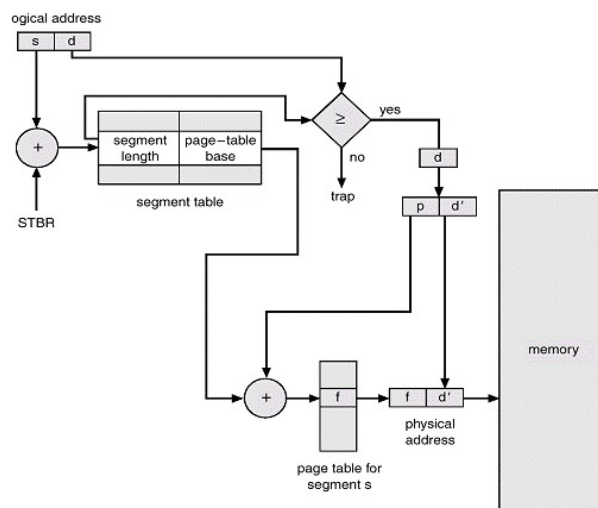 ogical address
s d
+
STBR
segment length
page-table base
segment table
≥
yes
no
trap
d
p d'
memory
+
f
f d'
physical
address
page table for
segment s